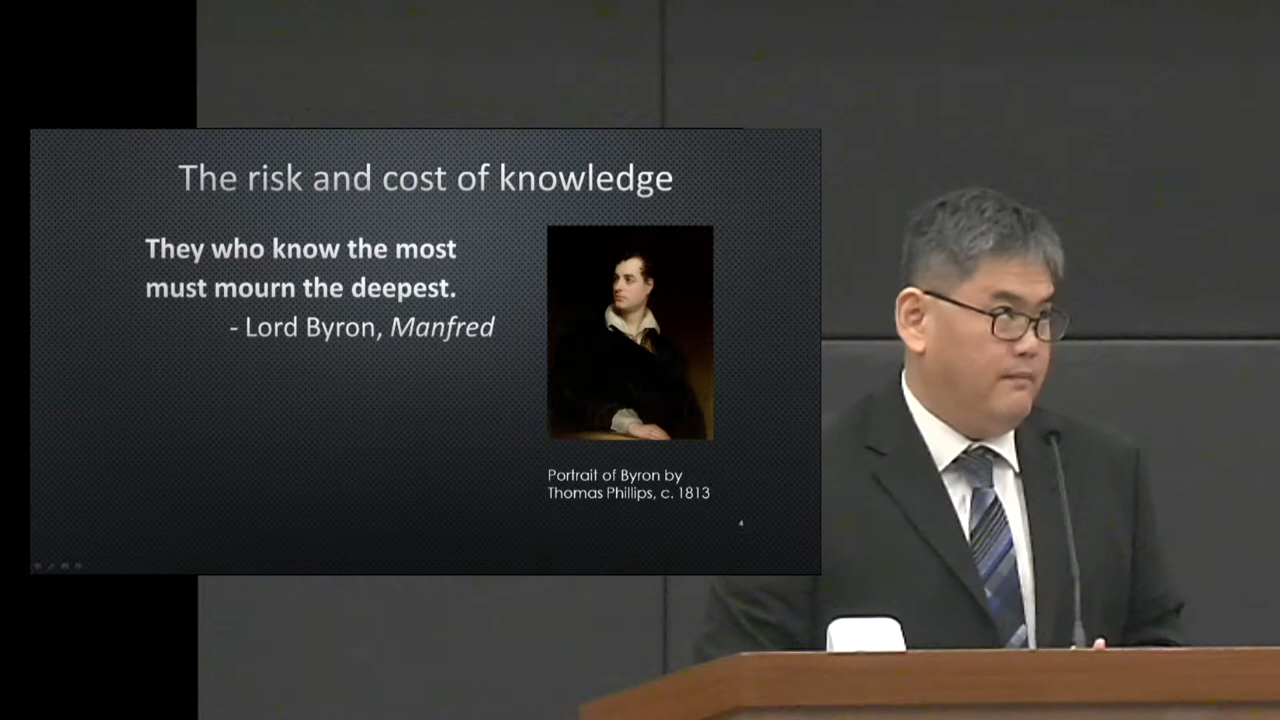 The risk and cost of knowledge
They who know the most
must mourn the deepest.
- Lord Byron, Manfred
Portrait of Byron by
Thomas Phillips, c. 1813
4